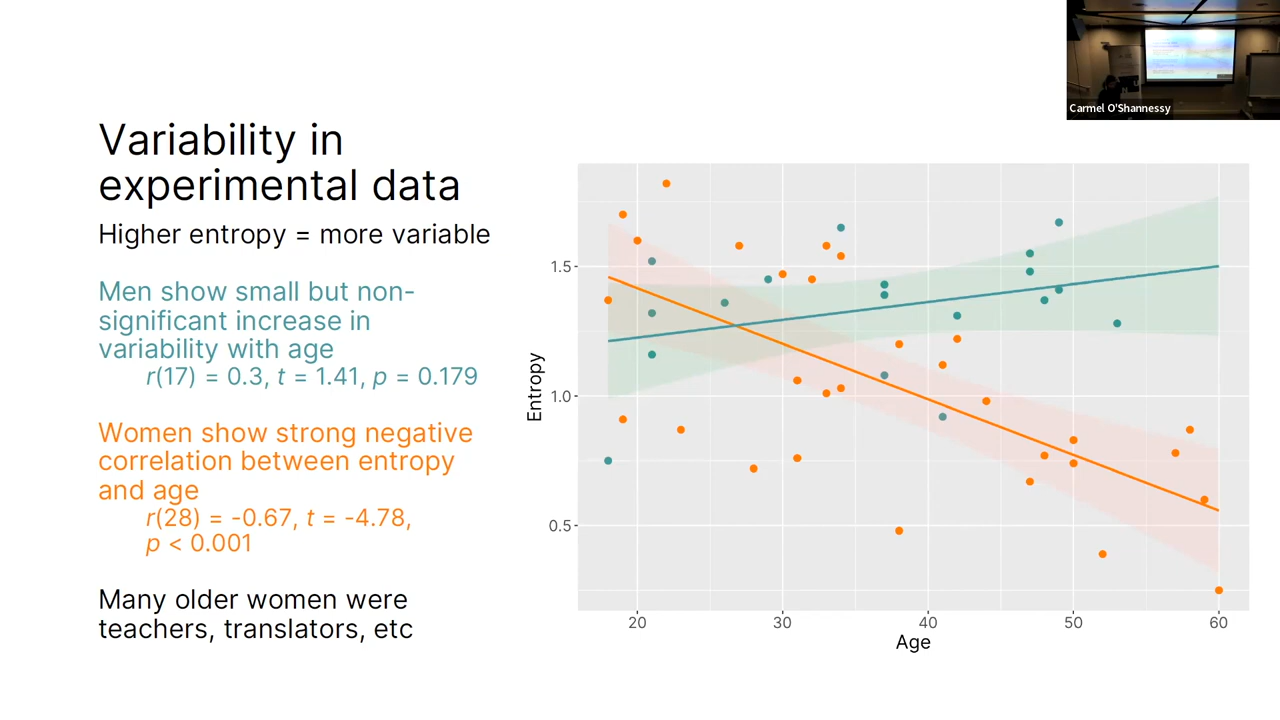 Carmel O'Shannessy
Variability in
experimental data
Higher entropy = more variable
Men show small but non-
significant increase in
variability with age
r(17) = 0.3, t = 1.41, p = 0.179
Women show strong negative
correlation between entropy
and age
r(28) = -0.67, t = -4.78,
p < 0.001
Many older women were
teachers, translators, etc
Entropy
1.5
1.0
0.5
20 30 40 50 60
Age